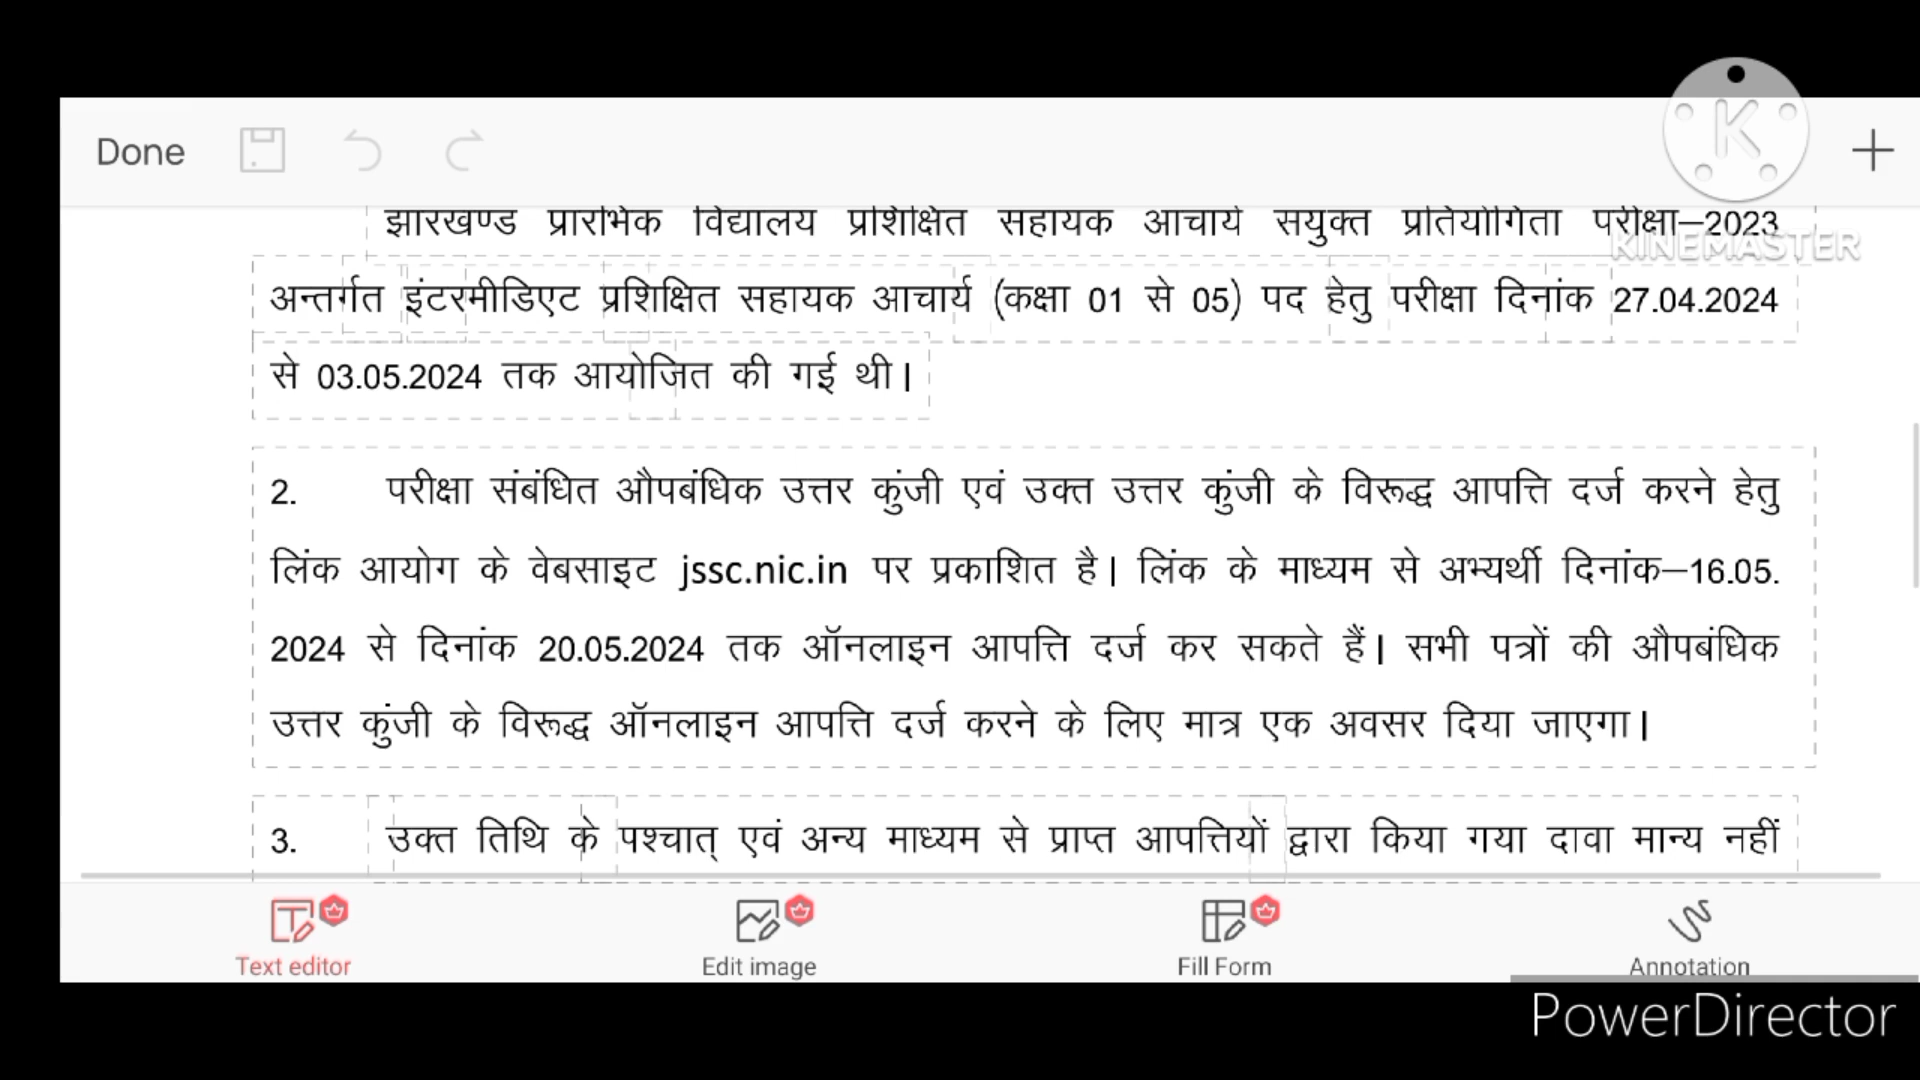 Done
K
झारखण्ड प्रारंभिक विद्यालय प्रशिक्षित सहायक आचार्य संयुक्त प्रतियोगिता परीक्षा–2023
KINEMASTER
अन्तर्गत इंटरमीडिएट प्रशिक्षित सहायक आचार्य (कक्षा 01 से 05) पद हेतु परीक्षा दिनांक 27.04.2024
से 03.05.2024 तक आयोजित की गई थी।
2. परीक्षा संबंधित औपबंधिक उत्तर कुंजी एवं उक्त उत्तर कुंजी के विरूद्ध आपत्ति दर्ज करने हेतु
लिंक आयोग के वेबसाइट jssc.nic.in पर प्रकाशित है। लिंक के माध्यम से अभ्यर्थी दिनांक–16.05.
2024 से दिनांक 20.05.2024 तक ऑनलाइन आपत्ति दर्ज कर सकते हैं। सभी पत्रों की औपबंधिक
उत्तर कुंजी के विरूद्ध ऑनलाइन आपत्ति दर्ज करने के लिए मात्र एक अवसर दिया जाएगा।
3. उक्त तिथि के पश्चात् एवं अन्य माध्यम से प्राप्त आपत्तियों द्वारा किया गया दावा मान्य नहीं
Text editor
Edit image
Fill Form
Annotation
PowerDirector